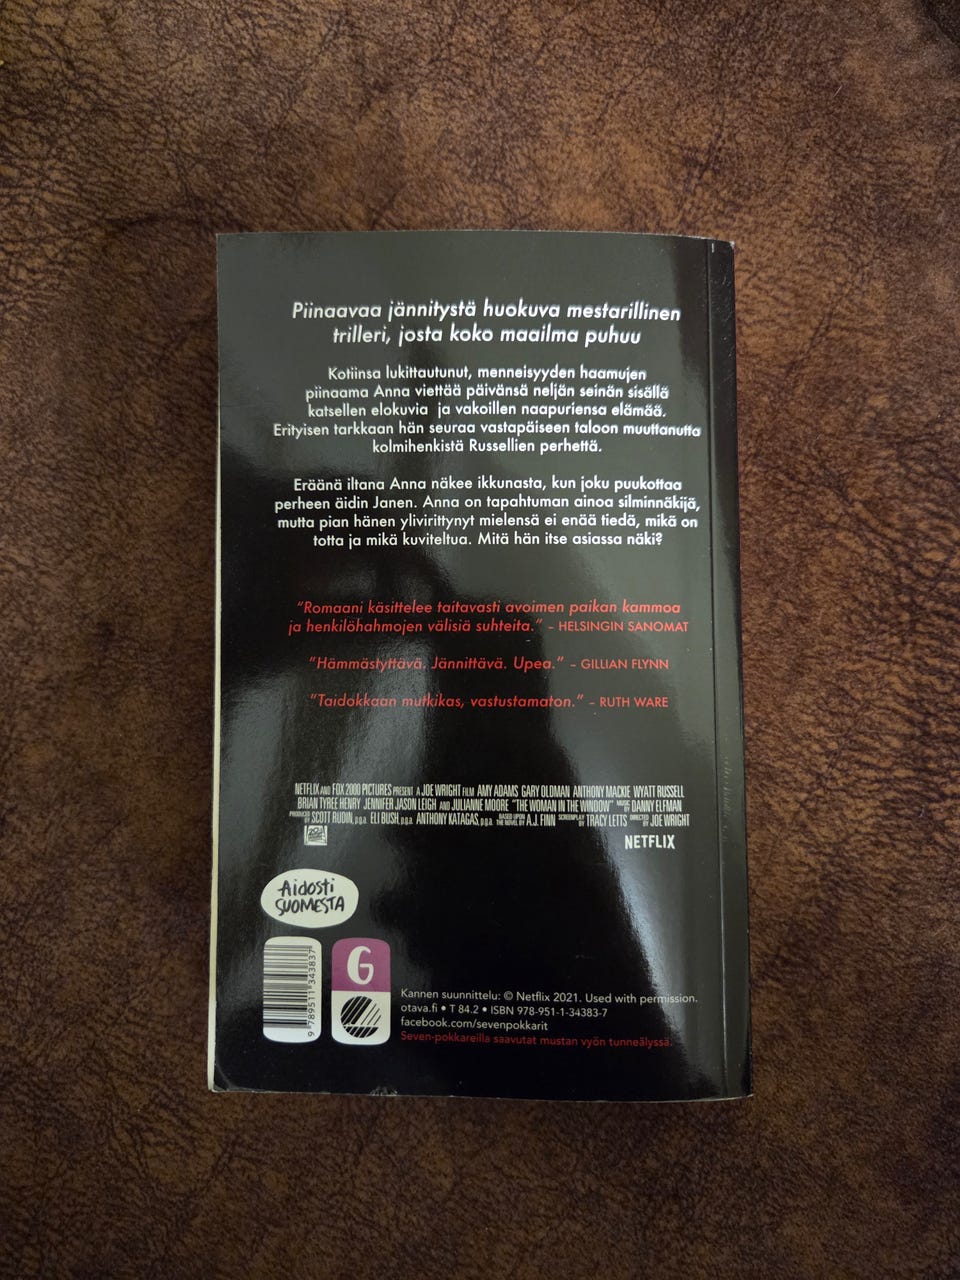 Piinaavaa jännitystä huokuva mestarillinen
trilleri, josta koko maailma puhuu
Kotiinsa lukittautunut, menneisyyden haamujen
piinaama Anna viettää päivänsä neljän seinän sisällä
katsellen elokuvia ja vakoillen naapuriensa elämää.
Erityisen tarkkaan hän seuraa vastapäiseen taloon muuttanutta
kolmihenkistä Russellien perhettä.
Eräänä iltana Anna näkee ikkunasta, kun joku puukottaa
perheen äidin Janen. Anna on tapahtuman ainoa silminnäkijä,
mutta pian hänen ylivirittynyt mielensä ei enää tiedä, mikä on
totta ja mikä kuviteltua. Mitä hän itse asiassa näki?
"Romaani käsittelee taitavasti avoimen paikan kammoa
ja henkilöhahmojen välisiä suhteita." – HELSINGIN SANOMAT
"Hämmästyttävä. Jännittävä. Upea." – GILLIAN FLYNN
"Taidokkaan mutkikas, vastustamaton." – RUTH WARE
NETFLIX AND FOX 2000 PICTURES PRESENT A JOE WRIGHT FILM AMY ADAMS GARY OLDMAN ANTHONY MACKIE WYATT RUSSELL
BRIAN TYREE HENRY JENNIFER JASON LEIGH AND JULIANNE MOORE "THE WOMAN IN THE WINDOW" MUSIC BY DANNY ELFMAN
PRODUCED BY SCOTT RUDIN, p.g.a. ELI BUSH, p.g.a. ANTHONY KATAGAS, p.g.a. BASED UPON THE NOVEL BY A.J. FINN SCREENPLAY BY TRACY LETTS DIRECTED BY JOE WRIGHT
NETFLIX
Aidosti
SUOMESTA
9 789511 343837
G
Kannen suunnittelu: © Netflix 2021. Used with permission.
otava.fi • T 84.2 • ISBN 978-951-1-34383-7
facebook.com/sevenpokkarit
Seven-pokkareilla saavutat mustan vyön tunneälyssä.